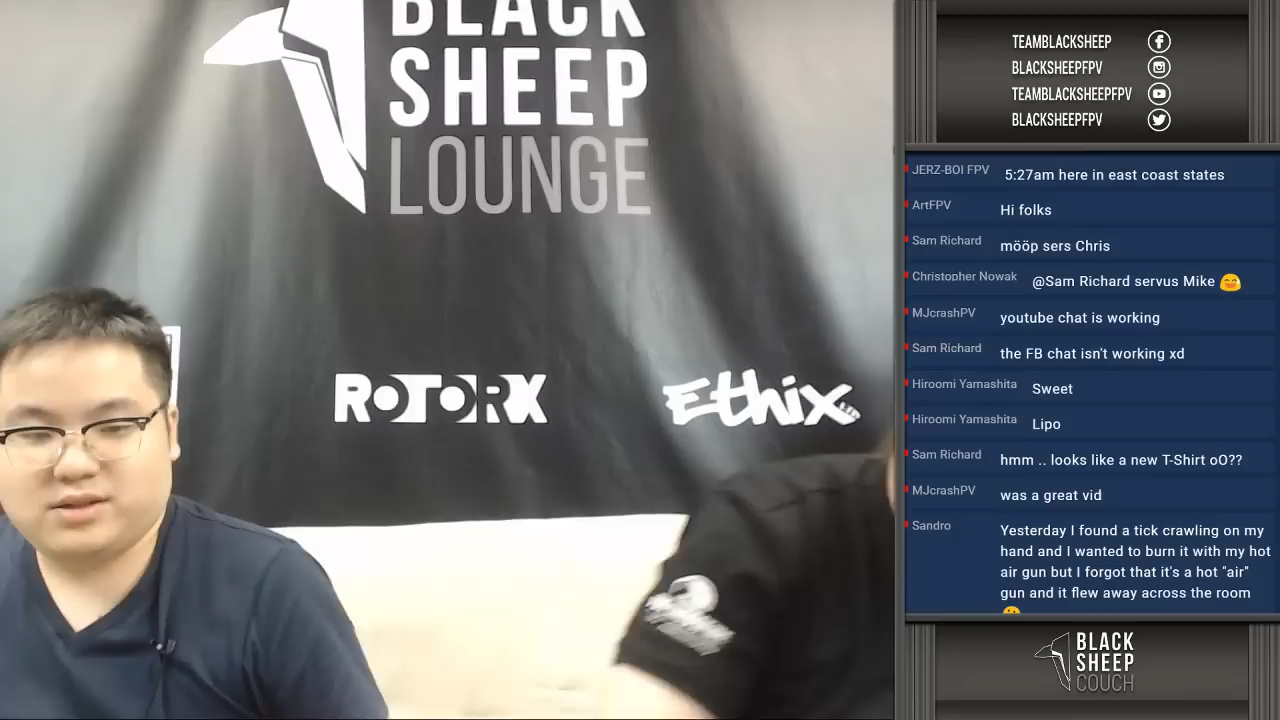 BLACK
SHEEP
LOUNGE
ROTORX
Ethix
TEAMBLACKSHEEP
BLACKSHEEPFPV
TEAMBLACKSHEEPFPV
BLACKSHEEPFPV
JERZ-BOI FPV 5:27am here in east coast states
ArtFPV Hi folks
Sam Richard mööp sers Chris
Christopher Nowak @Sam Richard servus Mike 😊
MJcrashPV youtube chat is working
Sam Richard the FB chat isn't working xd
Hiroomi Yamashita Sweet
Hiroomi Yamashita Lipo
Sam Richard hmm .. looks like a new T-Shirt oO??
MJcrashPV was a great vid
Sandro Yesterday I found a tick crawling on my
hand and I wanted to burn it with my hot
air gun but I forgot that it's a hot "air"
gun and it flew away across the room
BLACK
SHEEP
COUCH